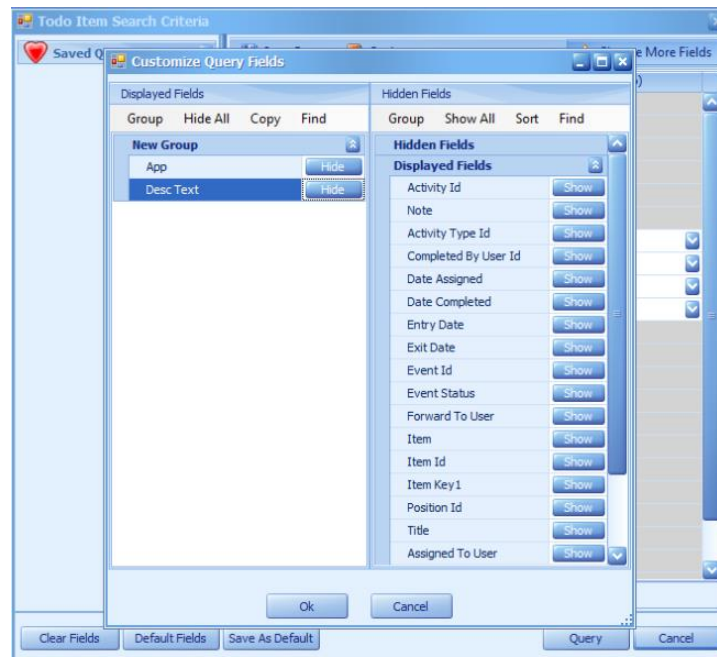 Todo Item Search Criteria
Saved Q
More Fields
Customize Query Fields
Displayed Fields
Group Hide All Copy Find
New Group
App Hide
Desc Text Hide
Hidden Fields
Group Show All Sort Find
Hidden Fields
Displayed Fields
Activity Id Show
Note Show
Activity Type Id Show
Completed By User Id Show
Date Assigned Show
Date Completed Show
Entry Date Show
Exit Date Show
Event Id Show
Event Status Show
Forward To User Show
Item Show
Item Id Show
Item Key1 Show
Position Id Show
Title Show
Assigned To User Show
Ok Cancel
Clear Fields Default Fields Save As Default Query Cancel